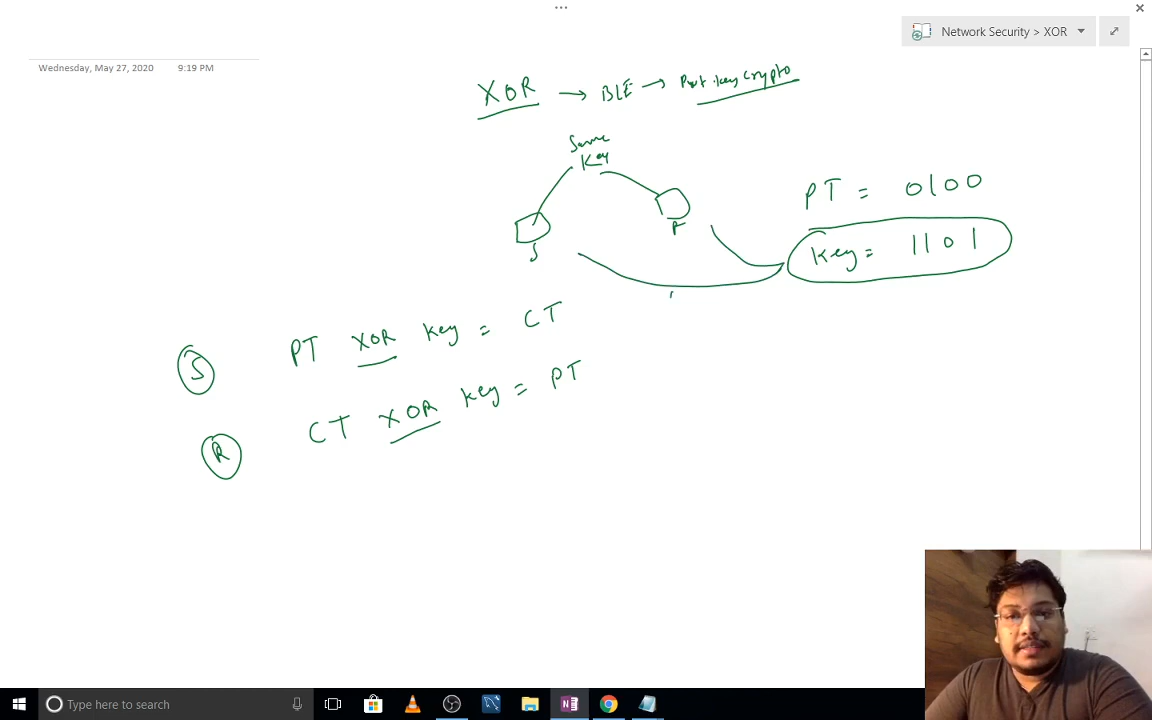 Network Security > XOR
Wednesday, May 27, 2020 9:19 PM
XOR → BLE → Pvt. key crypto
Same
Key
S
PT = 0100
Key = 1101
S PT XOR Key = CT
R CT XOR Key = PT
Type here to search